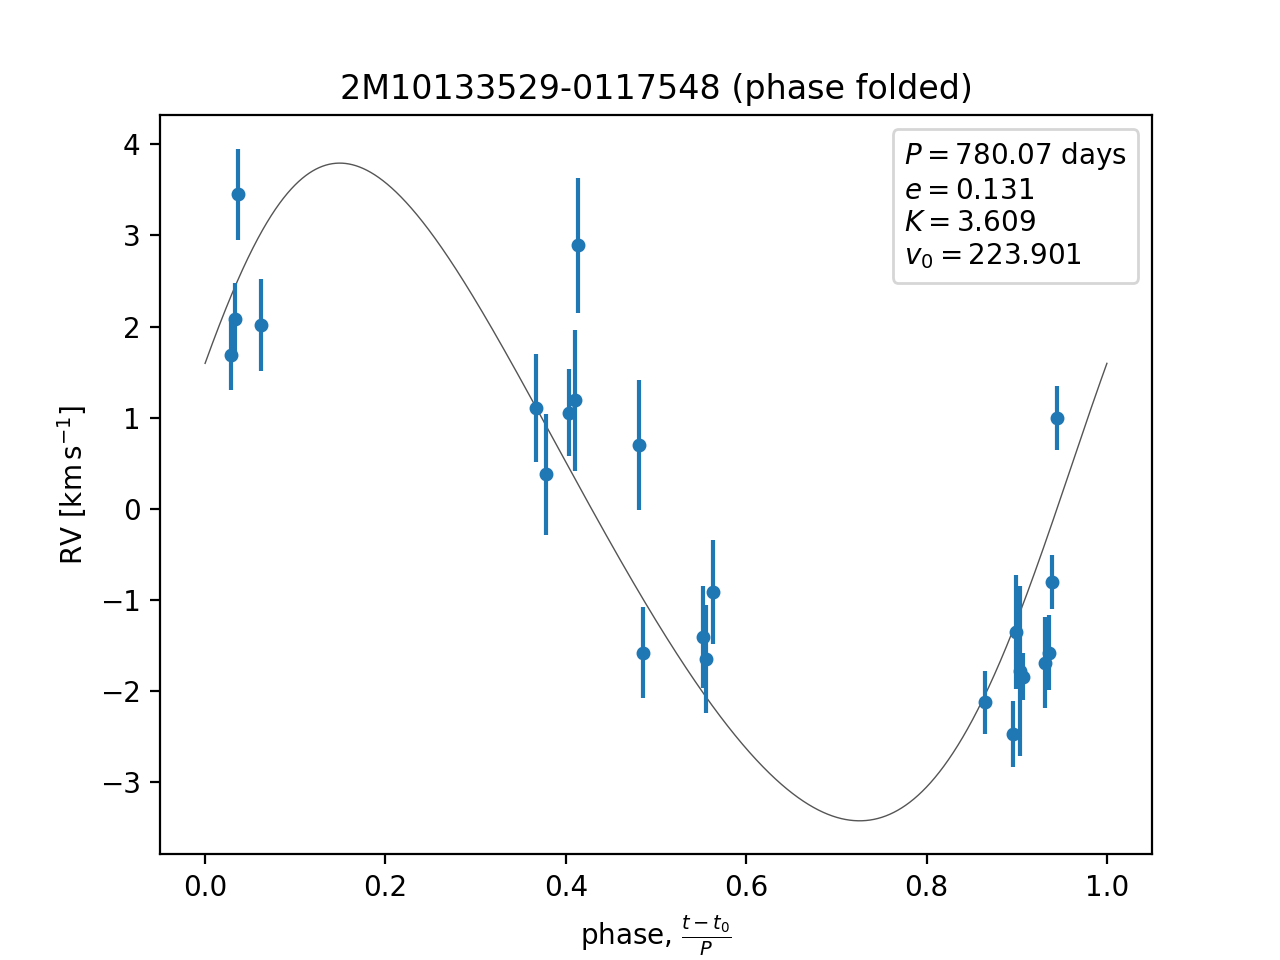 2M10133529-0117548 (phase folded)
P = 780.07 days
e = 0.131
K = 3.609
v₀ = 223.901
4
3
2
1
0
−1
−2
−3
RV [km s⁻¹]
0.0 0.2 0.4 0.6 0.8 1.0
phase, (t − t₀)/P